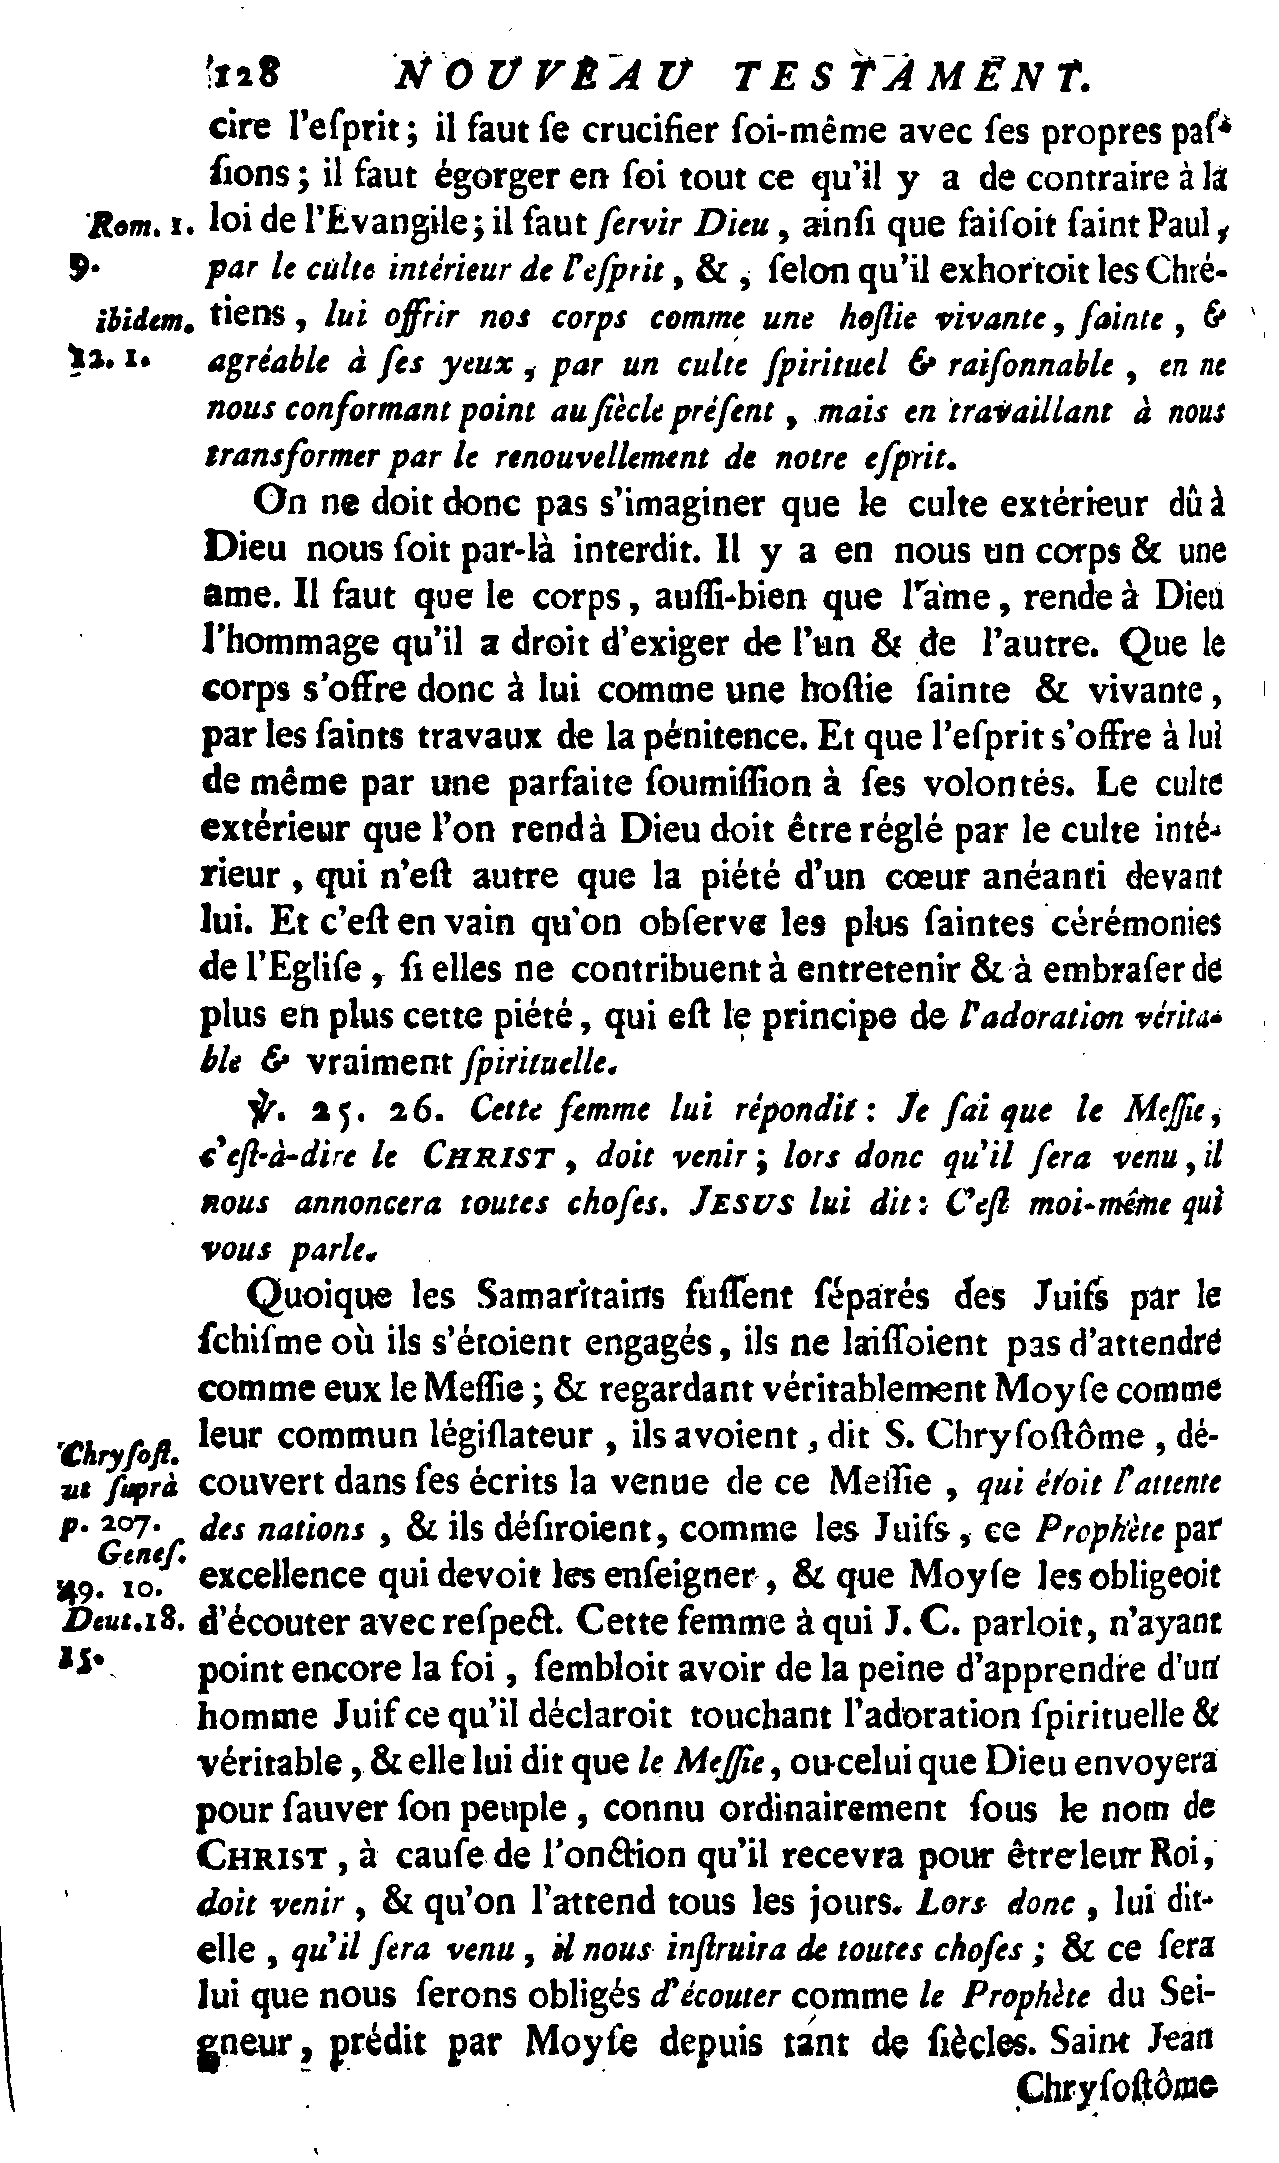 128 NOUVEAU TESTAMENT.
cire l'eſprit ; il faut ſe crucifier ſoi-même avec ſes propres paſ-
ſions ; il faut égorger en ſoi tout ce qu'il y a de contraire à la
Rom. 1. loi de l'Evangile ; il faut ſervir Dieu , ainſi que faiſoit ſaint Paul ,
9. par le culte intérieur de l'eſprit , & , ſelon qu'il exhortoit les Chré-
ibidem. tiens , lui offrir nos corps comme une hoſtie vivante , ſainte , &
12. 1. agréable à ſes yeux , par un culte ſpirituel & raiſonnable , en ne
nous conformant point au ſiècle préſent , mais en travaillant à nous
transformer par le renouvellement de notre eſprit.
On ne doit donc pas s'imaginer que le culte extérieur dû à
Dieu nous ſoit par-là interdit. Il y a en nous un corps & une
ame. Il faut que le corps , auſſi-bien que l'ame , rende à Dieu
l'hommage qu'il a droit d'exiger de l'un & de l'autre. Que le
corps s'offre donc à lui comme une hoſtie ſainte & vivante ,
par les ſaints travaux de la pénitence. Et que l'eſprit s'offre à lui
de même par une parfaite ſoumiſſion à ſes volontés. Le culte
extérieur que l'on rend à Dieu doit être réglé par le culte inté-
rieur , qui n'eſt autre que la piété d'un cœur anéanti devant
lui. Et c'eſt en vain qu'on obſerve les plus ſaintes cérémonies
de l'Egliſe , ſi elles ne contribuent à entretenir & à embraſer de
plus en plus cette piété , qui eſt le principe de l'adoration vérita-
ble & vraiment ſpirituelle.
℣. 25. 26. Cette femme lui répondit : Je ſai que le Meſſie ,
c'eſt-à-dire le CHRIST , doit venir ; lors donc qu'il ſera venu , il
nous annoncera toutes choſes. JESUS lui dit : C'eſt moi-même qui
vous parle.
Quoique les Samaritains fuſſent ſéparés des Juifs par le
ſchiſme où ils s'étoient engagés , ils ne laiſſoient pas d'attendre
comme eux le Meſſie ; & regardant véritablement Moyſe comme
Chryſoſt. leur commun légiſlateur , ils avoient , dit S. Chryſoſtôme , dé-
ut ſuprà couvert dans ſes écrits la venue de ce Meſſie , qui étoit l'attente
p. 207. des nations , & ils déſiroient , comme les Juifs , ce Prophète par
Geneſ.
49. 10. excellence qui devoit les enſeigner , & que Moyſe les obligeoit
Deut. 18. d'écouter avec reſpect. Cette femme à qui J. C. parloit , n'ayant
15. point encore la foi , ſembloit avoir de la peine d'apprendre d'un
homme Juif ce qu'il déclaroit touchant l'adoration ſpirituelle &
véritable , & elle lui dit que le Meſſie , ou celui que Dieu envoyera
pour ſauver ſon peuple , connu ordinairement ſous le nom de
CHRIST , à cauſe de l'onction qu'il recevra pour être leur Roi ,
doit venir , & qu'on l'attend tous les jours. Lors donc , lui dit-
elle , qu'il ſera venu , il nous inſtruira de toutes choſes ; & ce ſera
lui que nous ſerons obligés d'écouter comme le Prophète du Sei-
gneur , prédit par Moyſe depuis tant de ſiècles. Saint Jean
Chryſoſtôme